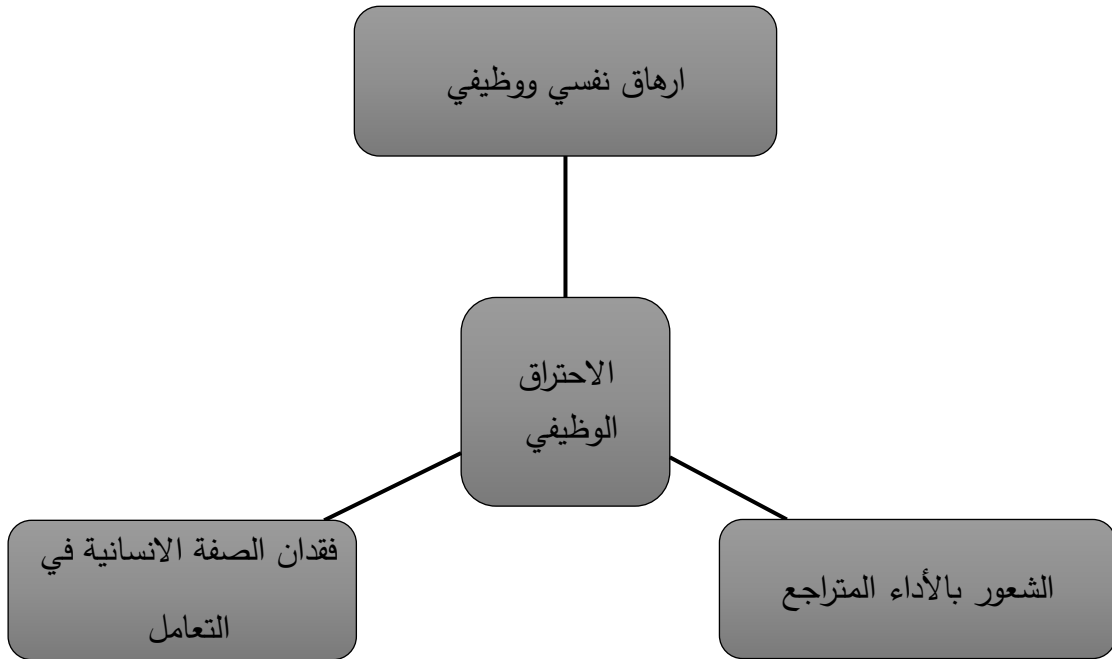 ارهاق نفسي ووظيفي
الاحتراق
الوظيفي
الشعور بالأداء المتراجع
فقدان الصفة الانسانية في
التعامل